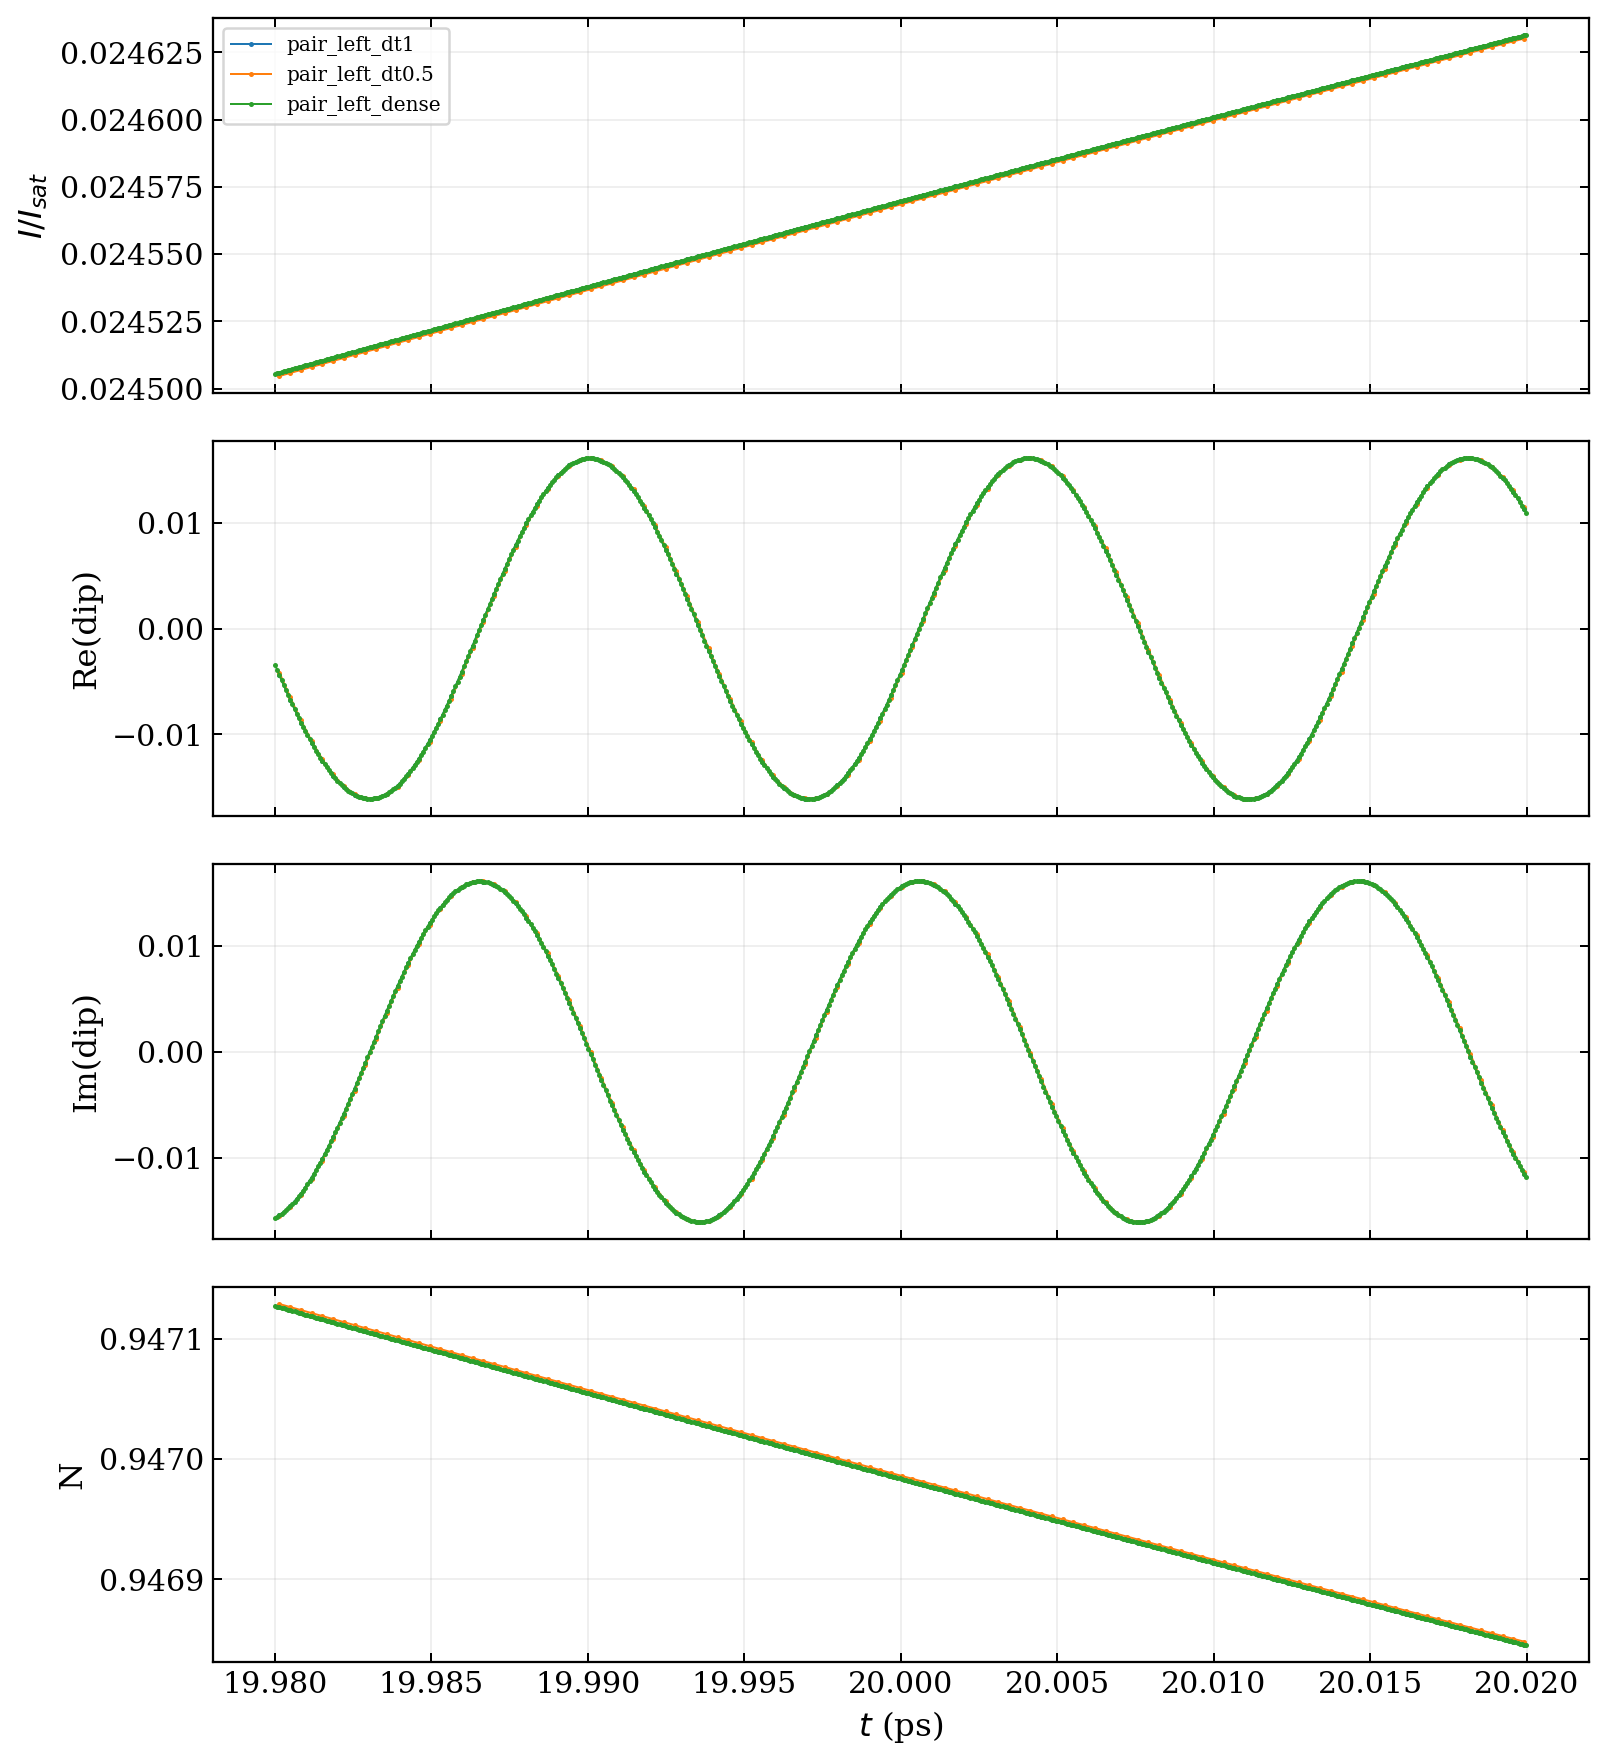 pair_left_dt1
pair_left_dt0.5
pair_left_dense
I/I_sat
0.024625
0.024600
0.024575
0.024550
0.024525
0.024500
Re(dip)
0.01
0.00
−0.01
Im(dip)
0.01
0.00
−0.01
N
0.9471
0.9470
0.9469
19.980 19.985 19.990 19.995 20.000 20.005 20.010 20.015 20.020
t (ps)